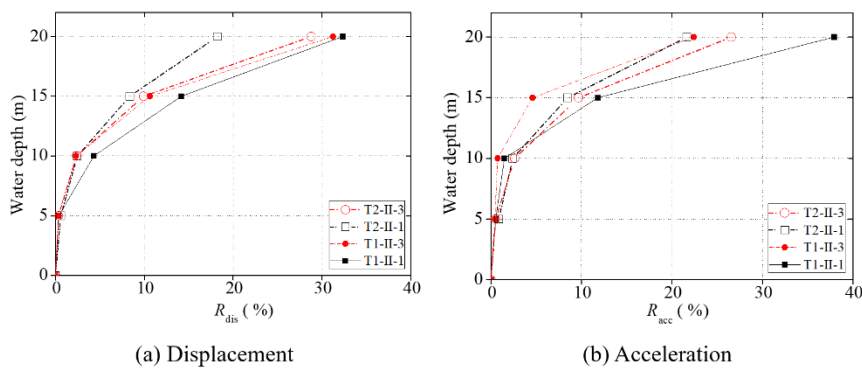 20
15
10
5
0
Water depth (m)
T2-II-3
T2-II-1
T1-II-3
T1-II-1
0
10
20
30
40
Rdis ( %)
(a) Displacement
20
15
10
5
0
Water depth (m)
T2-II-3
T2-II-1
T1-II-3
T1-II-1
0
10
20
30
40
Racc ( %)
(b) Acceleration